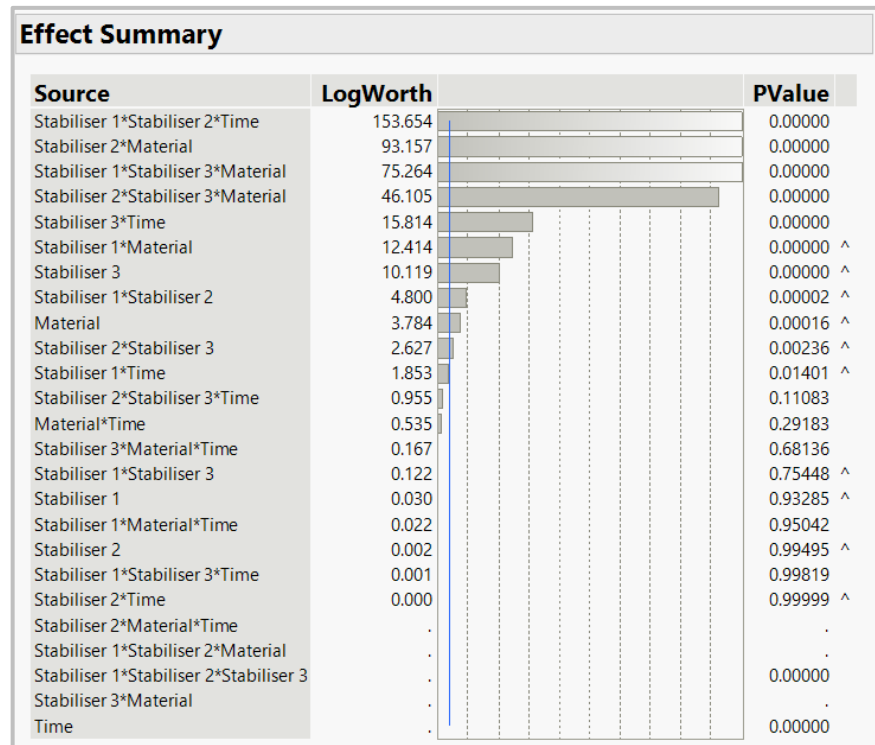 Effect Summary
Source LogWorth PValue
Stabiliser 1*Stabiliser 2*Time 153.654 0.00000
Stabiliser 2*Material 93.157 0.00000
Stabiliser 1*Stabiliser 3*Material 75.264 0.00000
Stabiliser 2*Stabiliser 3*Material 46.105 0.00000
Stabiliser 3*Time 15.814 0.00000
Stabiliser 1*Material 12.414 0.00000 ^
Stabiliser 3 10.119 0.00000 ^
Stabiliser 1*Stabiliser 2 4.800 0.00002 ^
Material 3.784 0.00016 ^
Stabiliser 2*Stabiliser 3 2.627 0.00236 ^
Stabiliser 1*Time 1.853 0.01401 ^
Stabiliser 2*Stabiliser 3*Time 0.955 0.11083
Material*Time 0.535 0.29183
Stabiliser 3*Material*Time 0.167 0.68136
Stabiliser 1*Stabiliser 3 0.122 0.75448 ^
Stabiliser 1 0.030 0.93285 ^
Stabiliser 1*Material*Time 0.022 0.95042
Stabiliser 2 0.002 0.99495 ^
Stabiliser 1*Stabiliser 3*Time 0.001 0.99819
Stabiliser 2*Time 0.000 0.99999 ^
Stabiliser 2*Material*Time . .
Stabiliser 1*Stabiliser 2*Material . .
Stabiliser 1*Stabiliser 2*Stabiliser 3 . 0.00000
Stabiliser 3*Material . .
Time . 0.00000